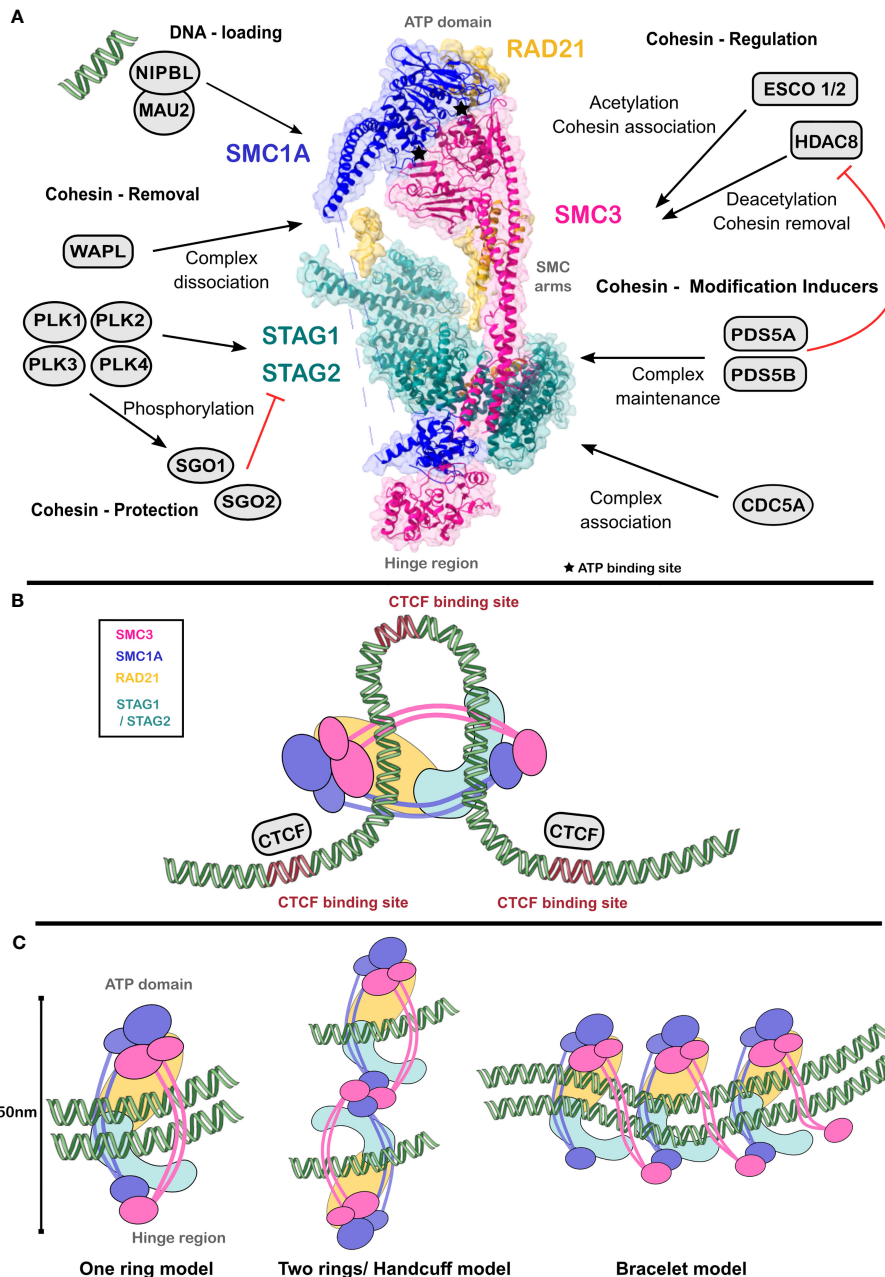 A
DNA - loading
NIPBL
MAU2
ATP domain
RAD21
SMC1A
Cohesin - Regulation
ESCO 1/2
Acetylation
Cohesin association
HDAC8
Deacetylation
Cohesin removal
SMC3
Cohesin - Removal
WAPL
Complex
dissociation
SMC
arms
Cohesin - Modification Inducers
PLK1
PLK2
PLK3
PLK4
STAG1
STAG2
PDS5A
PDS5B
Complex
maintenance
Phosphorylation
SGO1
SGO2
Cohesin - Protection
Complex
association
CDC5A
Hinge region
★ ATP binding site
B
CTCF binding site
SMC3
SMC1A
RAD21
STAG1
/ STAG2
CTCF
CTCF
CTCF binding site
CTCF binding site
C
ATP domain
50nm
Hinge region
One ring model
Two rings/ Handcuff model
Bracelet model